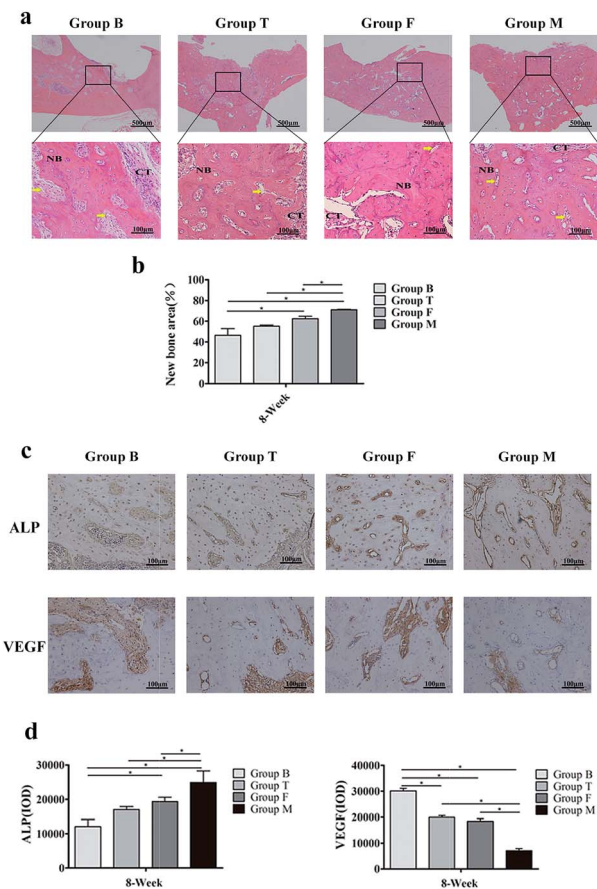 a
Group B Group T Group F Group M
500μm 500μm 500μm 500μm
NB CT NB CT NB CT CT NB
100μm 100μm 100μm 100μm
b
New bone area(%)
100
80
60
40
20
0
* * * *
Group B
Group T
Group F
Group M
8-Week
c
Group B Group T Group F Group M
ALP
100μm 100μm 100μm 100μm
VEGF
100μm 100μm 100μm 100μm
d
ALP(IOD)
30000
20000
10000
0
* * * *
Group B
Group T
Group F
Group M
8-Week
VEGF(IOD)
40000
30000
20000
10000
0
* * * * *
Group B
Group T
Group F
Group M
8-Week